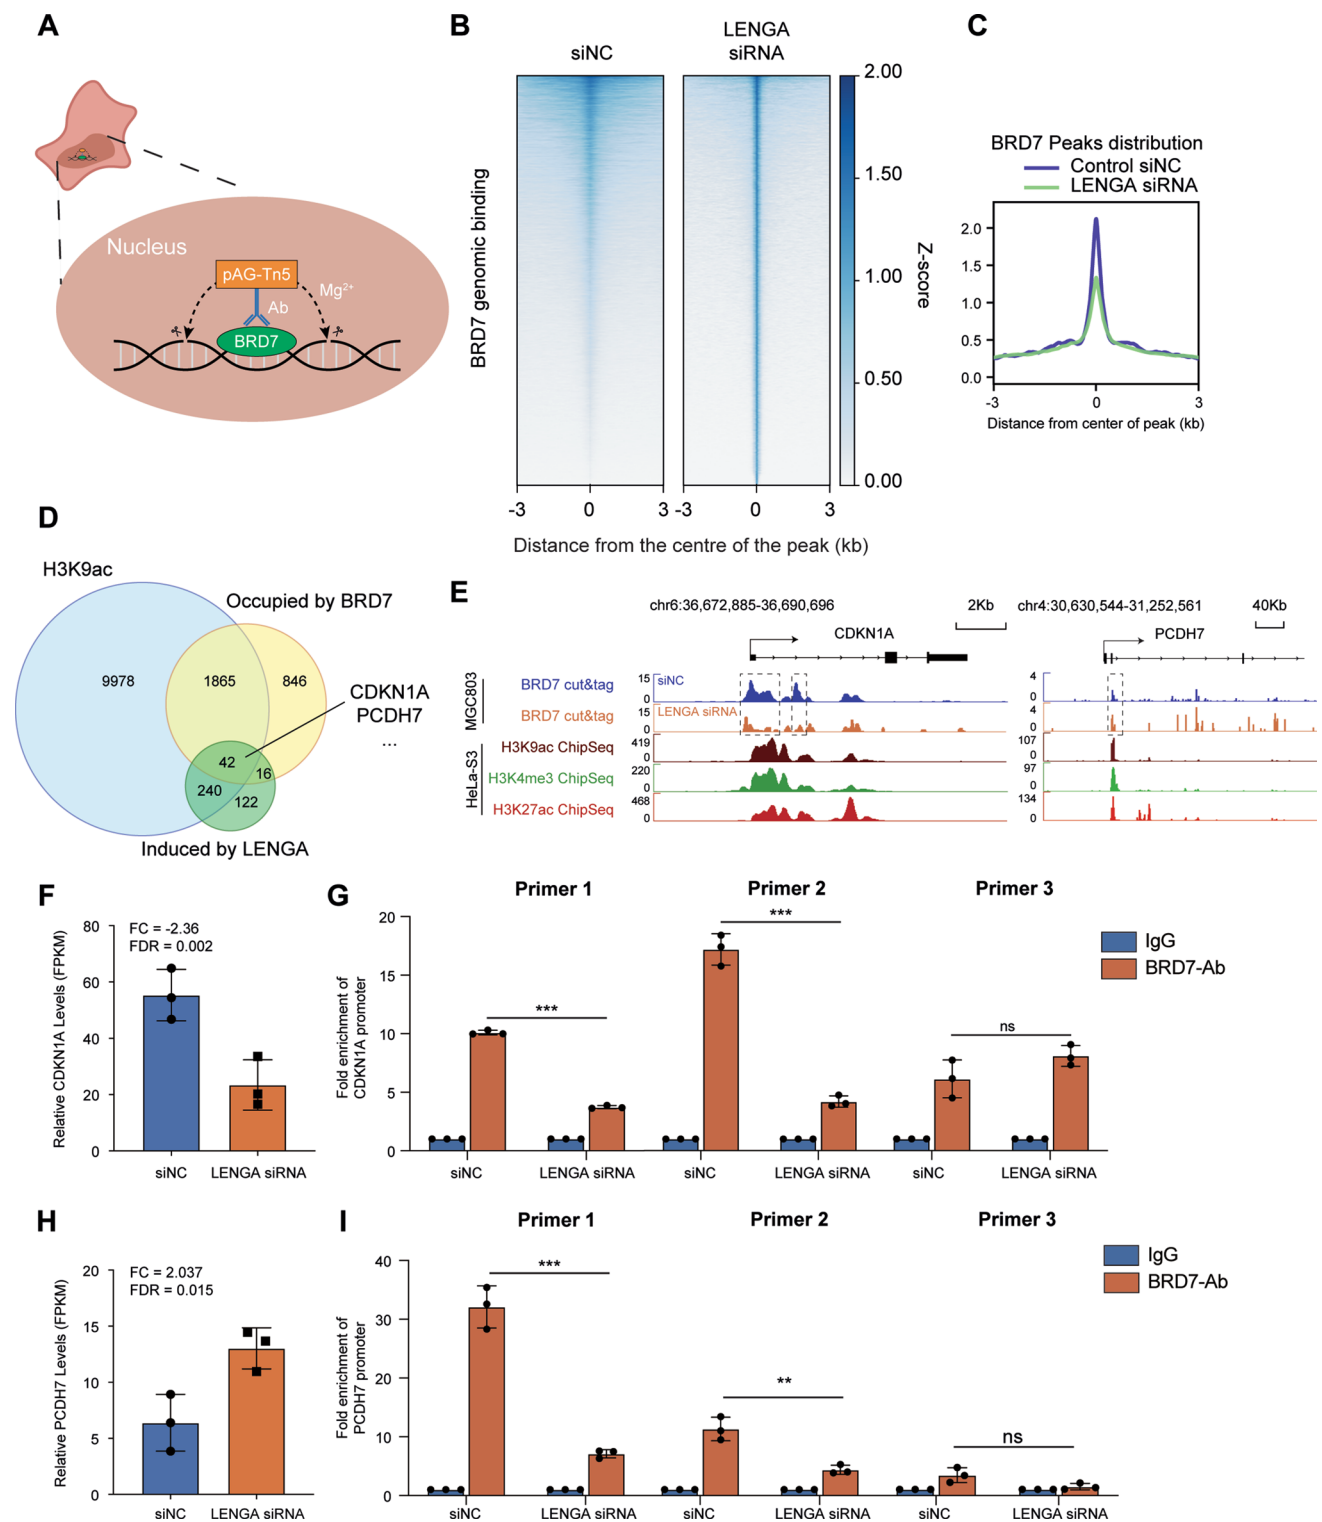 A
Nucleus
pAG-Tn5
Mg2+
Ab
BRD7
B
siNC
LENGA
siRNA
BRD7 genomic binding
2.00
1.50
1.00
0.50
0.00
Z-score
-3 0 3 -3 0 3
Distance from the centre of the peak (kb)
C
BRD7 Peaks distribution
Control siNC
LENGA siRNA
2.0
1.5
1.0
0.5
0.0
-3 0 3
Distance from center of peak (kb)
D
H3K9ac
Occupied by BRD7
9978
1865
846
CDKN1A
PCDH7
...
42
16
240
122
Induced by LENGA
E
chr6:36,672,885-36,690,696
2Kb
chr4:30,630,544-31,252,561
40Kb
CDKN1A
PCDH7
MGC803
HeLa-S3
BRD7 cut&tag
15
0
siNC
4
0
BRD7 cut&tag
15
0
LENGA siRNA
4
0
H3K9ac ChipSeq
419
0
107
0
H3K4me3 ChipSeq
220
0
97
0
H3K27ac ChipSeq
468
0
134
0
F
Relative CDKN1A Levels (FPKM)
FC = -2.36
FDR = 0.002
80
60
40
20
0
siNC LENGA siRNA
G
Primer 1 Primer 2 Primer 3
Fold enrichment of
CDKN1A promoter
20
15
10
5
0
***
***
ns
IgG
BRD7-Ab
siNC LENGA siRNA siNC LENGA siRNA siNC LENGA siRNA
H
Relative PCDH7 Levels (FPKM)
FC = 2.037
FDR = 0.015
20
15
10
5
0
siNC LENGA siRNA
I
Primer 1 Primer 2 Primer 3
Fold enrichment of
PCDH7 promoter
40
30
20
10
0
***
**
ns
IgG
BRD7-Ab
siNC LENGA siRNA siNC LENGA siRNA siNC LENGA siRNA